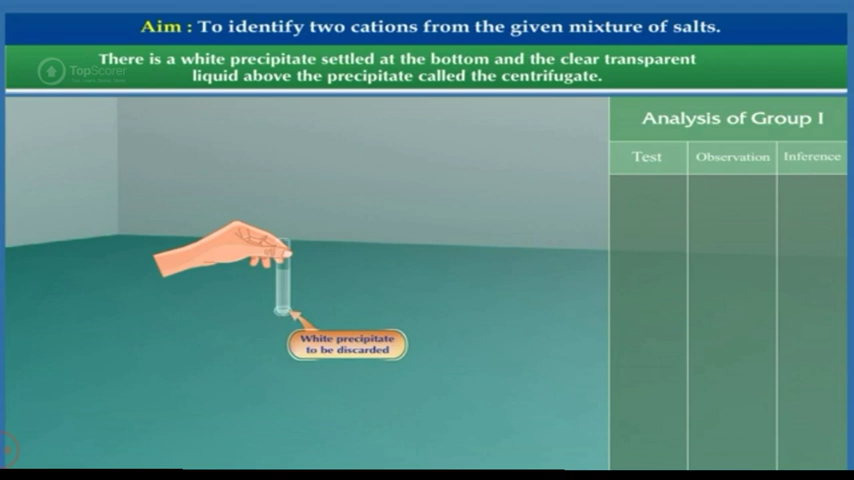 Aim : To identify two cations from the given mixture of salts.
There is a white precipitate settled at the bottom and the clear transparent
liquid above the precipitate called the centrifugate.
TopScorer
Analysis of Group I
Test Observation Inference
White precipitate
to be discarded